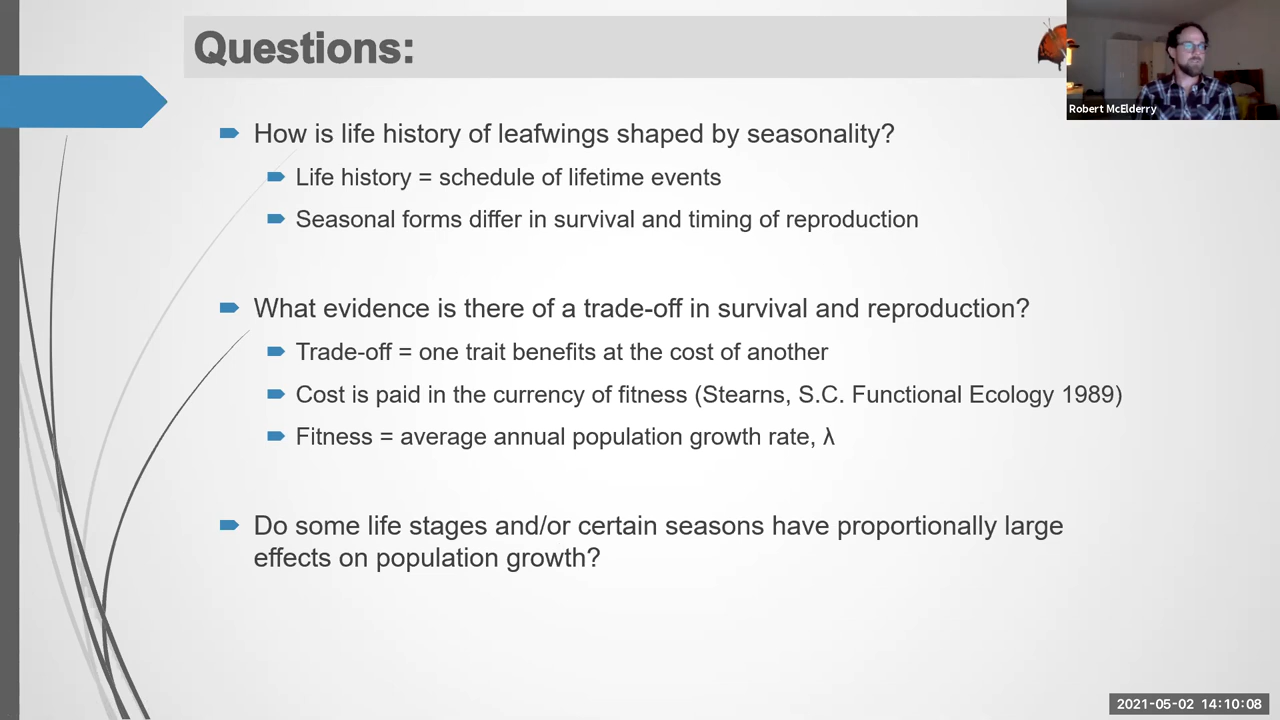 Questions:
Robert McElderry
How is life history of leafwings shaped by seasonality?
Life history = schedule of lifetime events
Seasonal forms differ in survival and timing of reproduction
What evidence is there of a trade-off in survival and reproduction?
Trade-off = one trait benefits at the cost of another
Cost is paid in the currency of fitness (Stearns, S.C. Functional Ecology 1989)
Fitness = average annual population growth rate, λ
Do some life stages and/or certain seasons have proportionally large
effects on population growth?
2021-05-02 14:10:08